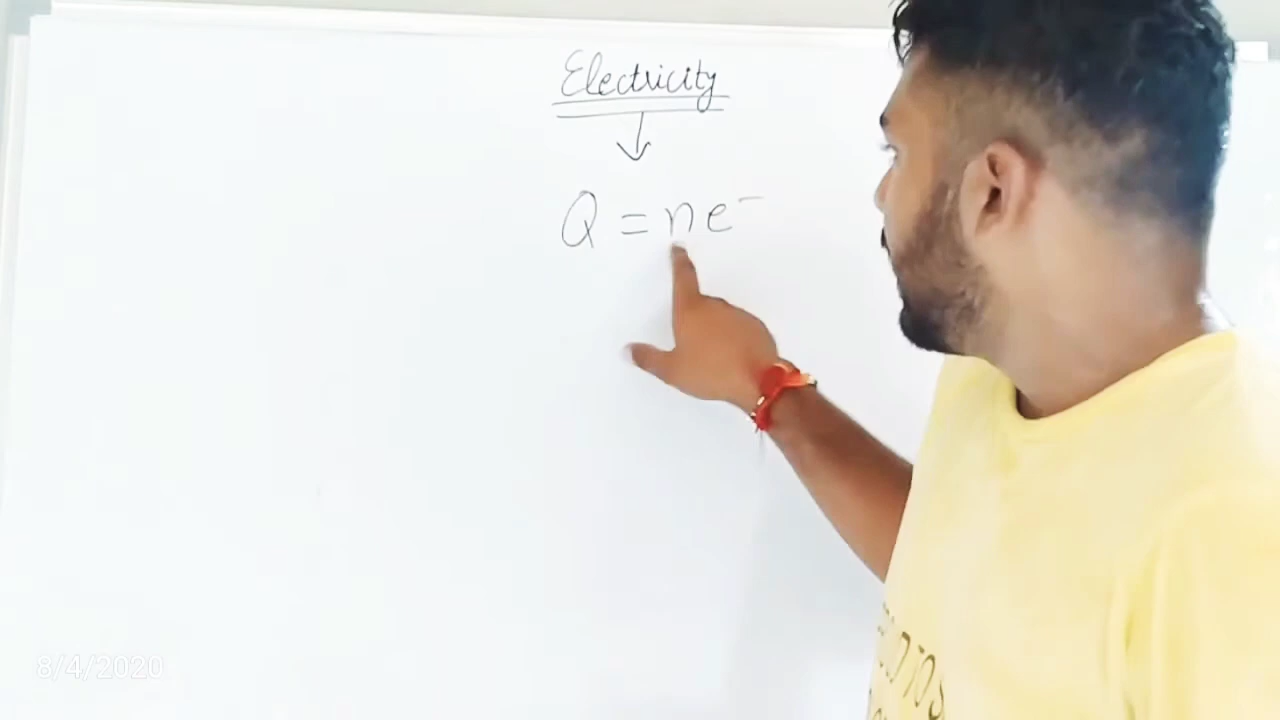 Electricity
Q = ne⁻
8/4/2020